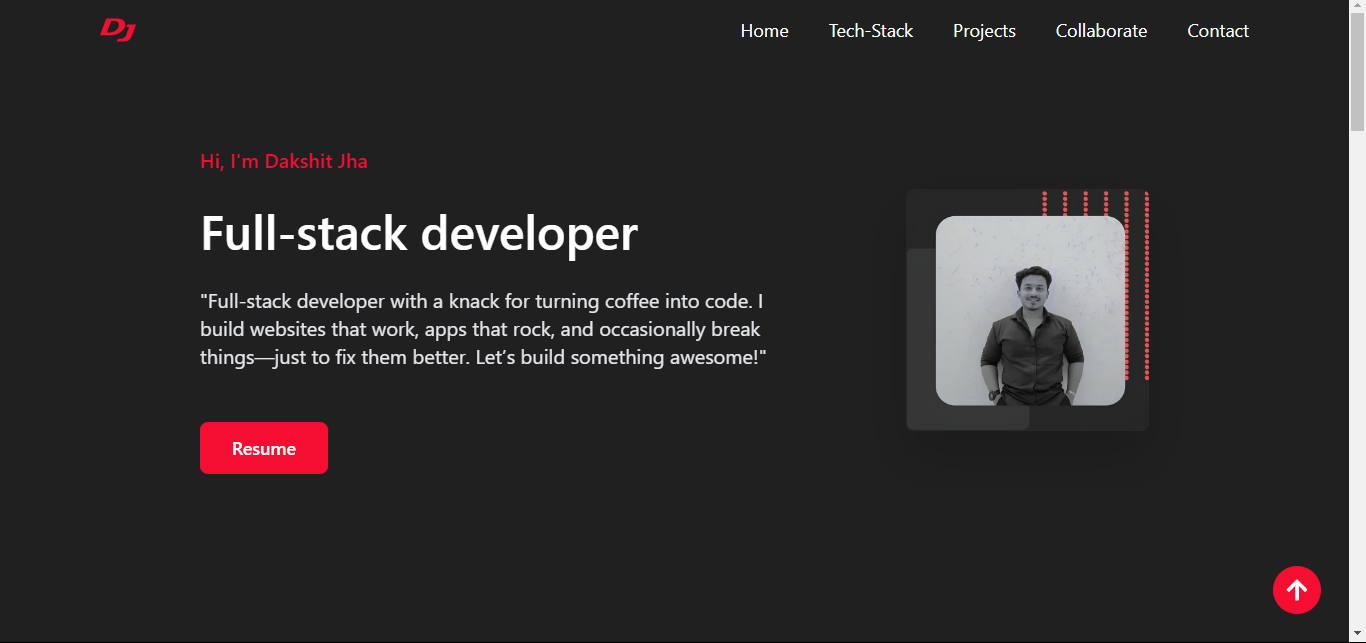 DJ
Home Tech-Stack Projects Collaborate Contact
Hi, I'm Dakshit Jha
Full-stack developer
"Full-stack developer with a knack for turning coffee into code. I
build websites that work, apps that rock, and occasionally break
things—just to fix them better. Let’s build something awesome!"
Resume